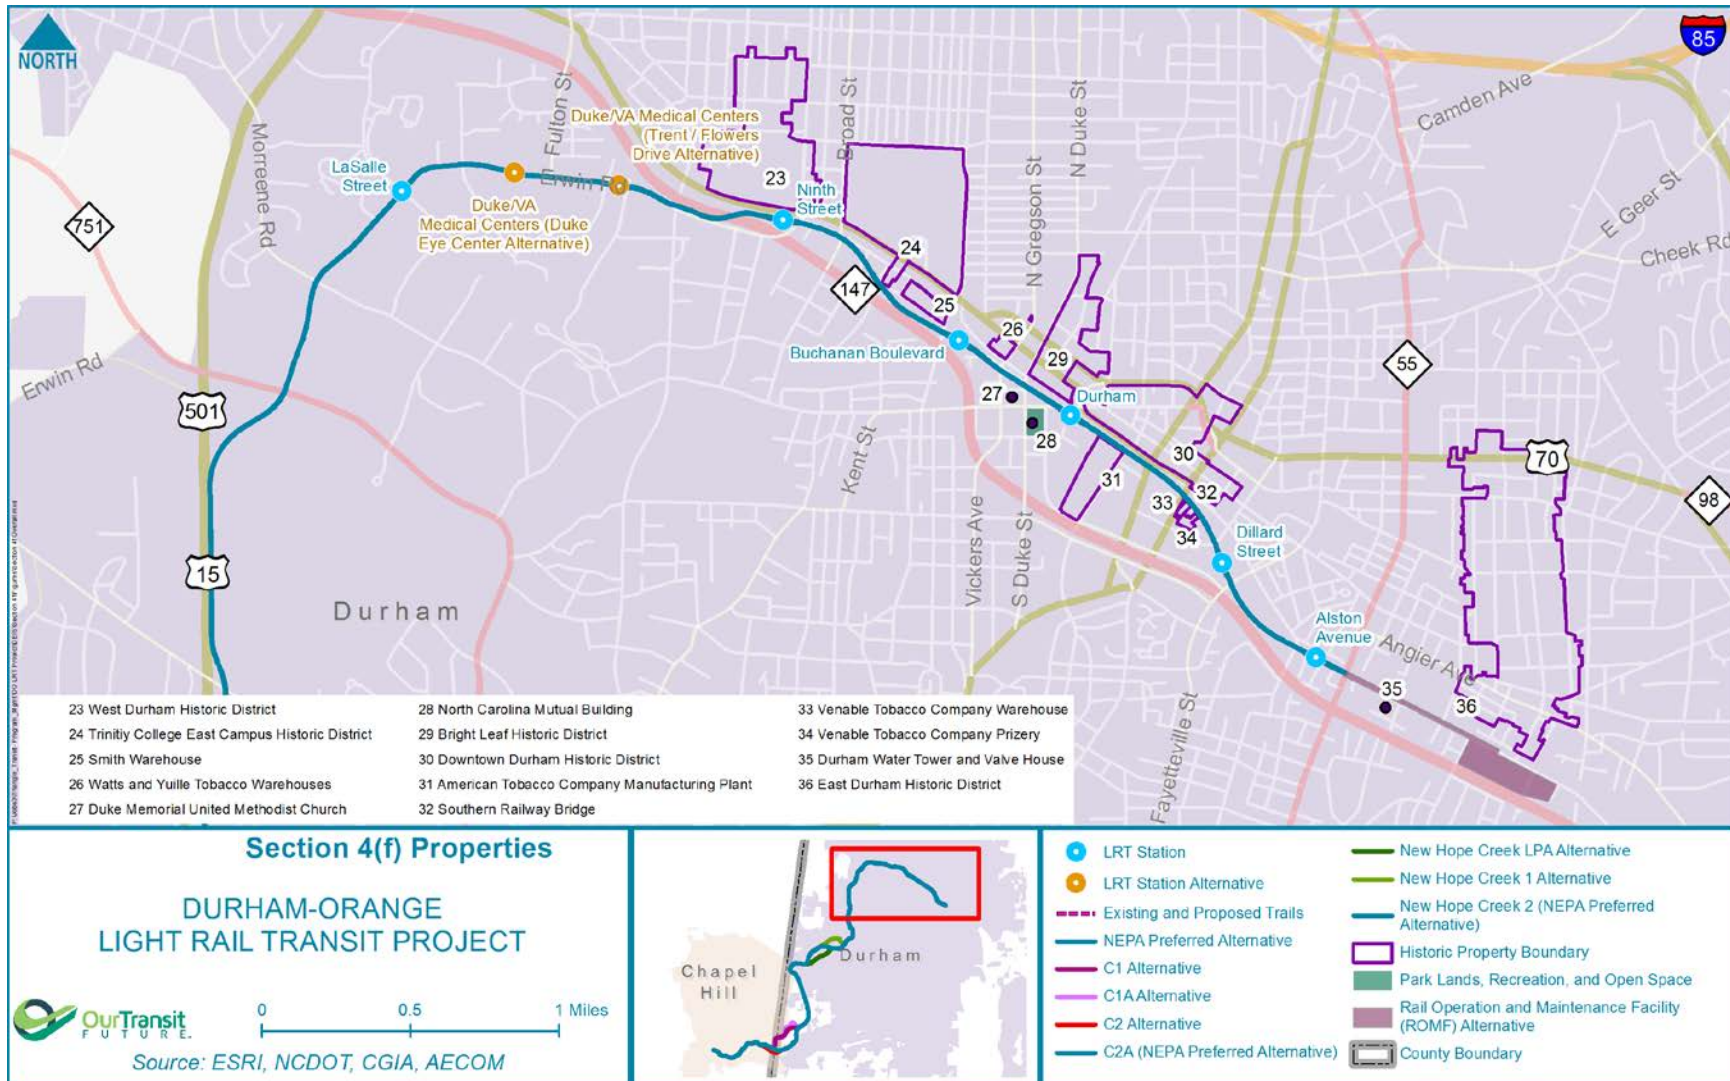 NORTH
85
Camden Ave
E Geer St
Cheek Rd
Morreene Rd
Fulton St
Broad St
N Duke St
N Gregson St
Duke/VA Medical Centers
(Trent / Flowers
Drive Alternative)
23
LaSalle
Street
Erwin
Ninth
Street
Duke/VA
Medical Centers (Duke
Eye Center Alternative)
751
24
147
25
26
Buchanan Boulevard
29
55
Erwin Rd
501
27
Durham
28
Kent St
30
70
31
32
33
34
98
Vickers Ave
S Duke St
Dillard
Street
15
Durham
Alston
Avenue
Angier Ave
35
36
Fayetteville St
23 West Durham Historic District
24 Trinitiy College East Campus Historic District
25 Smith Warehouse
26 Watts and Yuille Tobacco Warehouses
27 Duke Memorial United Methodist Church
28 North Carolina Mutual Building
29 Bright Leaf Historic District
30 Downtown Durham Historic District
31 American Tobacco Company Manufacturing Plant
32 Southern Railway Bridge
33 Venable Tobacco Company Warehouse
34 Venable Tobacco Company Prizery
35 Durham Water Tower and Valve House
36 East Durham Historic District
Section 4(f) Properties
DURHAM-ORANGE
LIGHT RAIL TRANSIT PROJECT
OurTransit
FUTURE
0 0.5 1 Miles
Source: ESRI, NCDOT, CGIA, AECOM
Chapel
Hill
Durham
LRT Station
LRT Station Alternative
Existing and Proposed Trails
NEPA Preferred Alternative
C1 Alternative
C1A Alternative
C2 Alternative
C2A (NEPA Preferred Alternative)
New Hope Creek LPA Alternative
New Hope Creek 1 Alternative
New Hope Creek 2 (NEPA Preferred
Alternative)
Historic Property Boundary
Park Lands, Recreation, and Open Space
Rail Operation and Maintenance Facility
(ROMF) Alternative
County Boundary